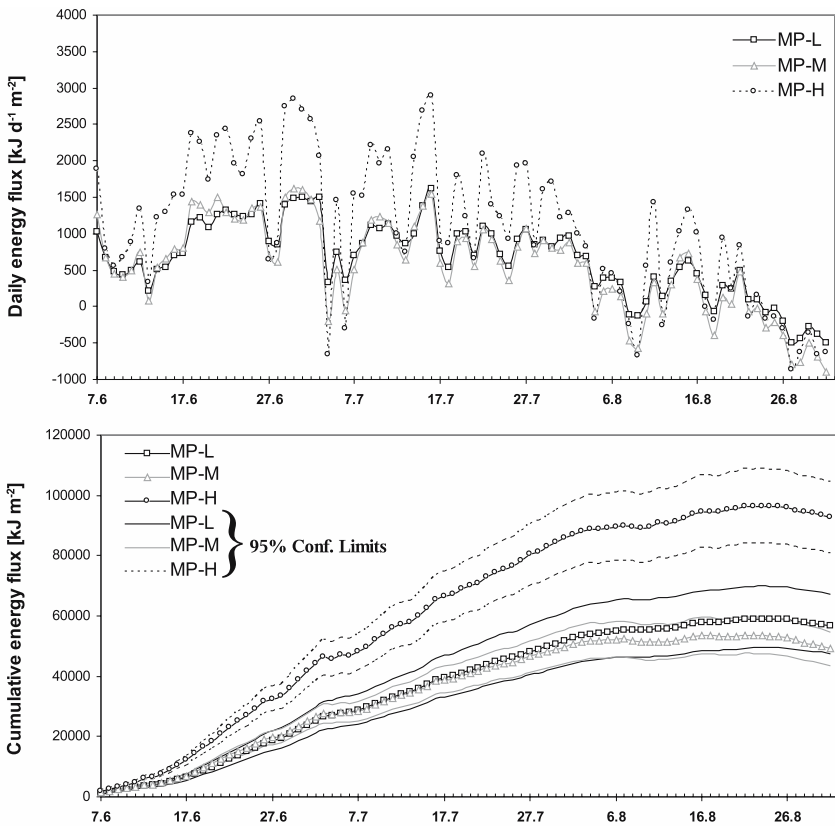 4000
3500
3000
2500
2000
1500
1000
500
0
-500
-1000
Daily energy flux [kJ d⁻¹ m⁻²]
MP-L
MP-M
MP-H
7.6 17.6 27.6 7.7 17.7 27.7 6.8 16.8 26.8
120000
100000
80000
60000
40000
20000
0
Cumulative energy flux [kJ m⁻²]
MP-L
MP-M
MP-H
MP-L
MP-M
MP-H
95% Conf. Limits
7.6 17.6 27.6 7.7 17.7 27.7 6.8 16.8 26.8